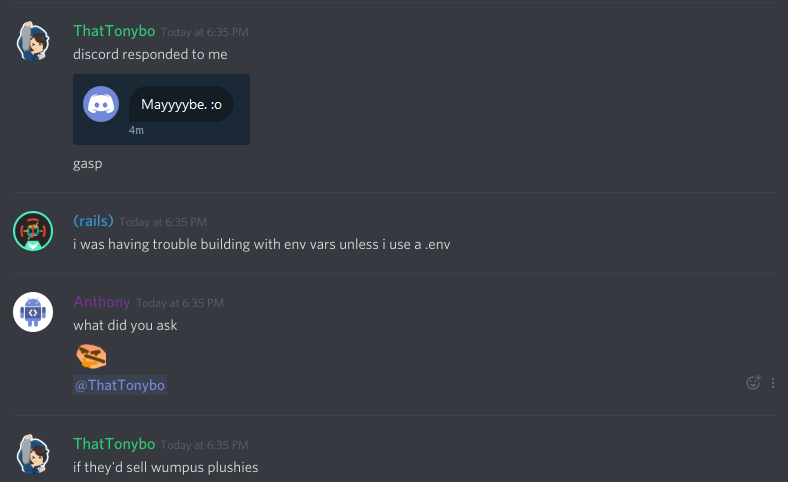 ThatTonybo Today at 6:35 PM
discord responded to me
Mayyyybe. :o
4m
gasp
(rails) Today at 6:35 PM
i was having trouble building with env vars unless i use a .env
Anthony Today at 6:35 PM
what did you ask
@ThatTonybo
ThatTonybo Today at 6:35 PM
if they'd sell wumpus plushies